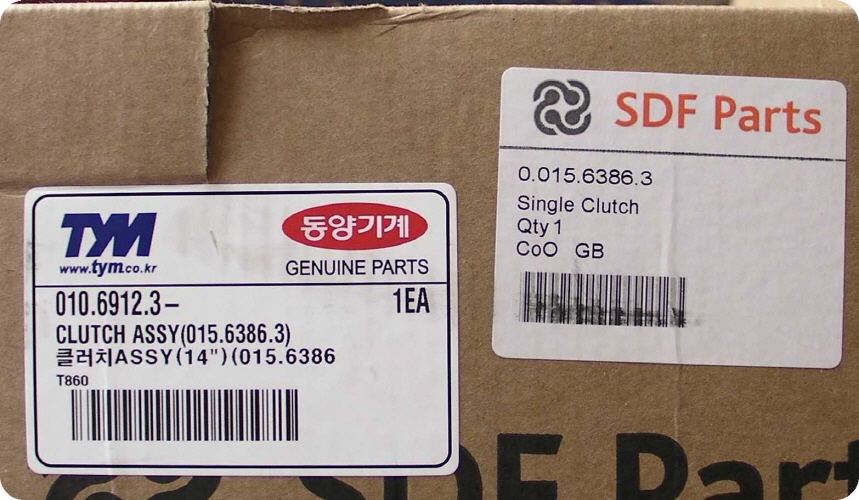 SDF Parts
0.015.6386.3
Single Clutch
Qty 1
CoO GB
TYM
동양기계
www.tym.co.kr
GENUINE PARTS
010.6912.3- 1EA
CLUTCH ASSY(015.6386.3)
클러치ASSY(14")(015.6386
T860
SDF Part